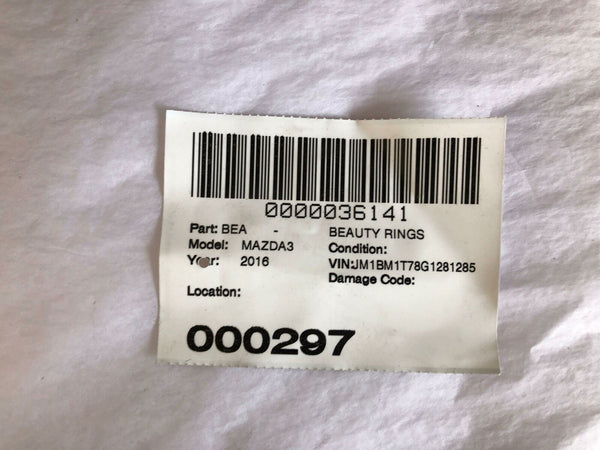 0000036141
Part: BEA - BEAUTY RINGS
Model: MAZDA3 Condition:
Year: 2016 VIN:JM1BM1T78G1281285
Damage Code:
Location:
000297